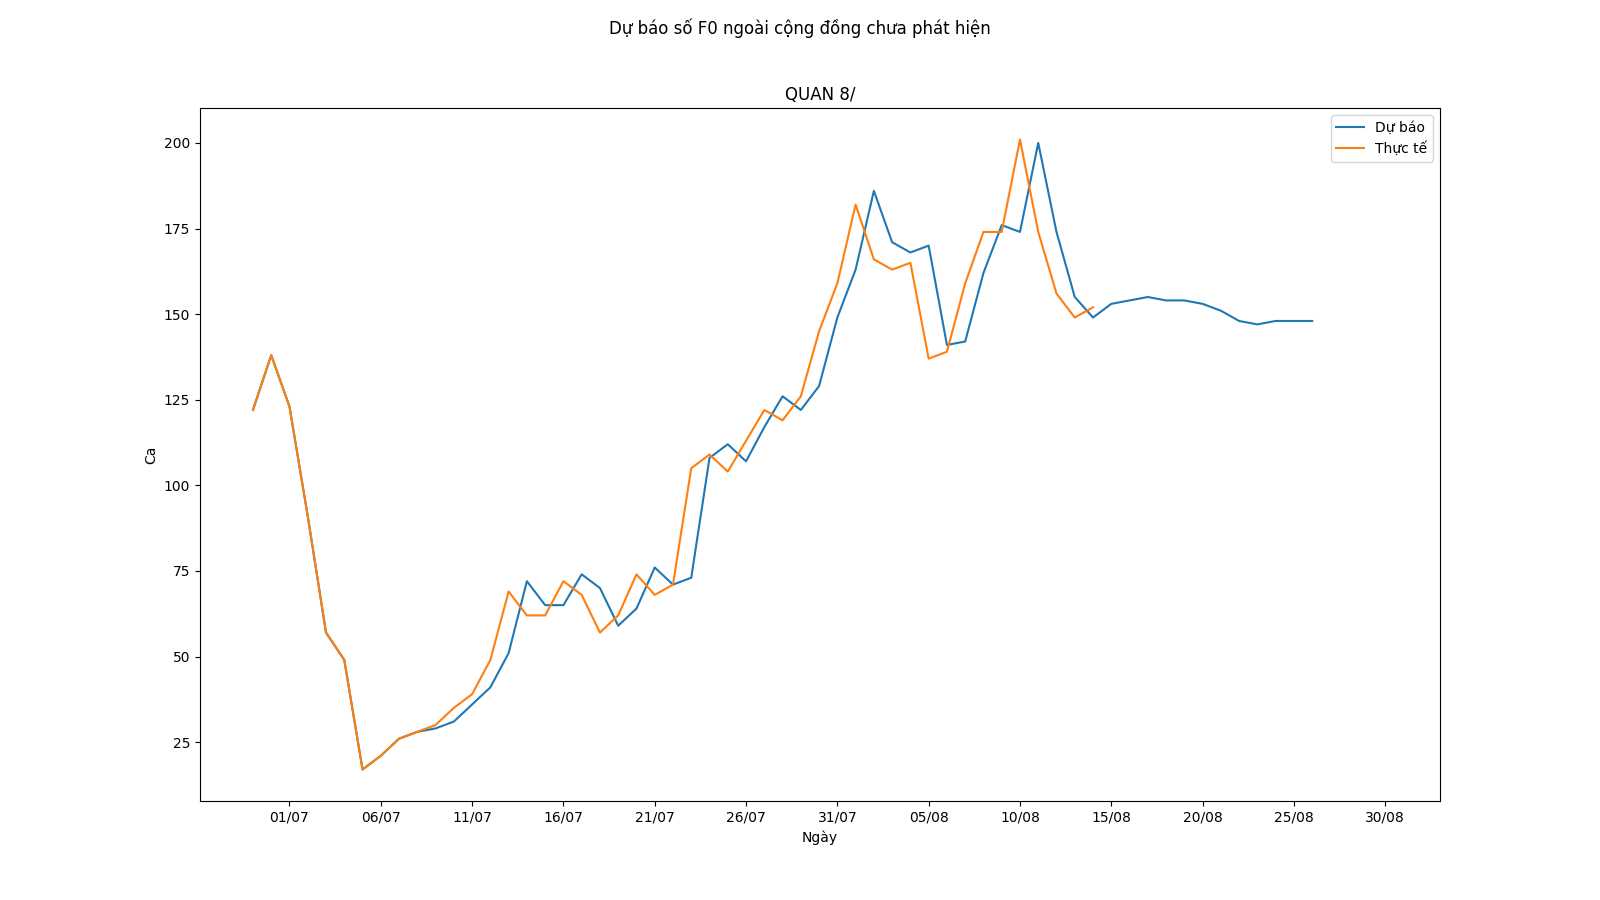 Dự báo số F0 ngoài cộng đồng chưa phát hiện
QUAN 8/
Dự báo
Thực tế
200
175
150
125
100
75
50
25
Ca
01/07 06/07 11/07 16/07 21/07 26/07 31/07 05/08 10/08 15/08 20/08 25/08 30/08
Ngày